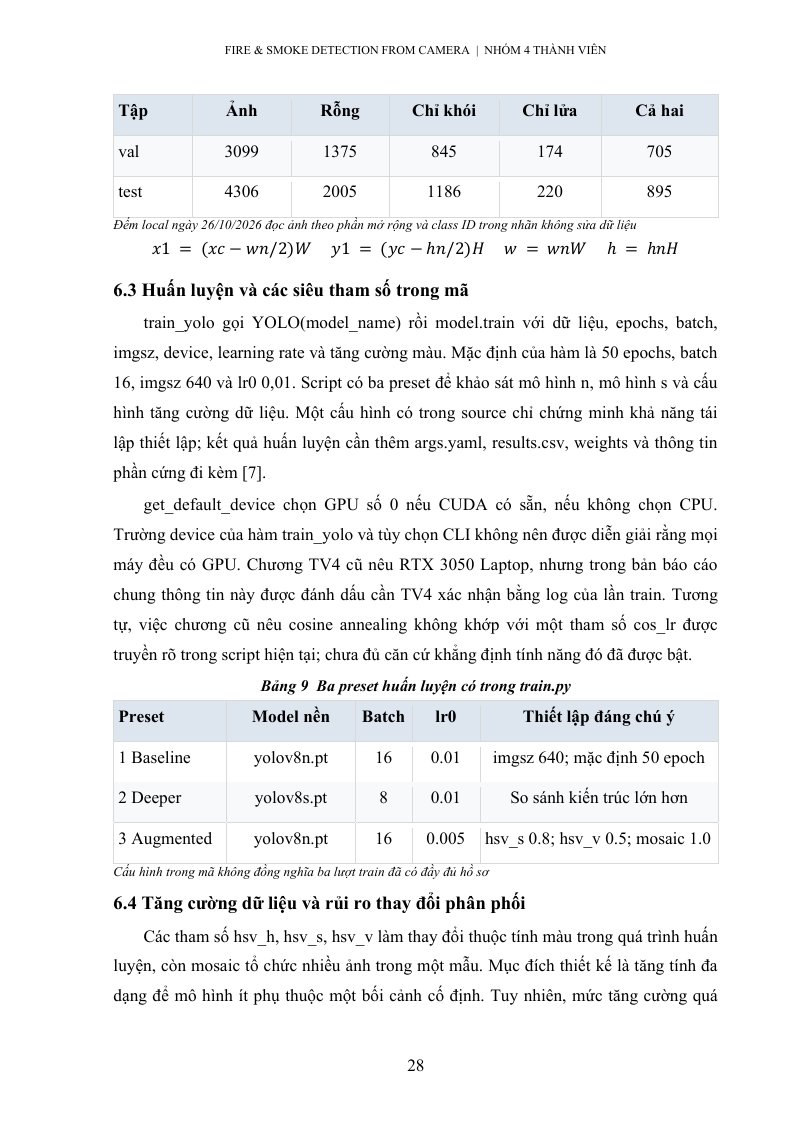 FIRE & SMOKE DETECTION FROM CAMERA | NHÓM 4 THÀNH VIÊN
Tập Ảnh Rỗng Chỉ khói Chỉ lửa Cả hai
val 3099 1375 845 174 705
test 4306 2005 1186 220 895
Đếm local ngày 26/10/2026 đọc ảnh theo phần mở rộng và class ID trong nhãn không sửa dữ liệu
x1 = (xc − wn/2)W y1 = (yc − hn/2)H w = wnW h = hnH
6.3 Huấn luyện và các siêu tham số trong mã
train_yolo gọi YOLO(model_name) rồi model.train với dữ liệu, epochs, batch,
imgsz, device, learning rate và tăng cường màu. Mặc định của hàm là 50 epochs, batch
16, imgsz 640 và lr0 0,01. Script có ba preset để khảo sát mô hình n, mô hình s và cấu
hình tăng cường dữ liệu. Một cấu hình có trong source chỉ chứng minh khả năng tái
lập thiết lập; kết quả huấn luyện cần thêm args.yaml, results.csv, weights và thông tin
phần cứng đi kèm [7].
get_default_device chọn GPU số 0 nếu CUDA có sẵn, nếu không chọn CPU.
Trường device của hàm train_yolo và tùy chọn CLI không nên được diễn giải rằng mọi
máy đều có GPU. Chương TV4 cũ nêu RTX 3050 Laptop, nhưng trong bản báo cáo
chung thông tin này được đánh dấu cần TV4 xác nhận bằng log của lần train. Tương
tự, việc chương cũ nêu cosine annealing không khớp với một tham số cos_lr được
truyền rõ trong script hiện tại; chưa đủ căn cứ khẳng định tính năng đó đã được bật.
Bảng 9 Ba preset huấn luyện có trong train.py
Preset Model nền Batch lr0 Thiết lập đáng chú ý
1 Baseline yolov8n.pt 16 0.01 imgsz 640; mặc định 50 epoch
2 Deeper yolov8s.pt 8 0.01 So sánh kiến trúc lớn hơn
3 Augmented yolov8n.pt 16 0.005 hsv_s 0.8; hsv_v 0.5; mosaic 1.0
Cấu hình trong mã không đồng nghĩa ba lượt train đã có đầy đủ hồ sơ
6.4 Tăng cường dữ liệu và rủi ro thay đổi phân phối
Các tham số hsv_h, hsv_s, hsv_v làm thay đổi thuộc tính màu trong quá trình huấn
luyện, còn mosaic tổ chức nhiều ảnh trong một mẫu. Mục đích thiết kế là tăng tính đa
dạng để mô hình ít phụ thuộc một bối cảnh cố định. Tuy nhiên, mức tăng cường quá
28